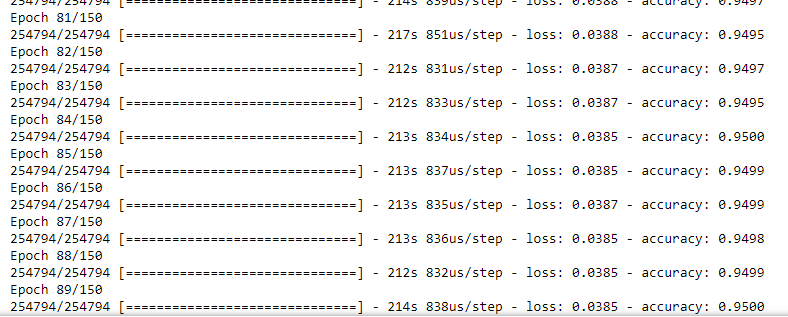 254794/254794 [==============================] - 214s 839us/step - loss: 0.0388 - accuracy: 0.9497
Epoch 81/150
254794/254794 [==============================] - 217s 851us/step - loss: 0.0388 - accuracy: 0.9495
Epoch 82/150
254794/254794 [==============================] - 212s 831us/step - loss: 0.0387 - accuracy: 0.9497
Epoch 83/150
254794/254794 [==============================] - 212s 833us/step - loss: 0.0387 - accuracy: 0.9495
Epoch 84/150
254794/254794 [==============================] - 213s 834us/step - loss: 0.0385 - accuracy: 0.9500
Epoch 85/150
254794/254794 [==============================] - 213s 837us/step - loss: 0.0385 - accuracy: 0.9499
Epoch 86/150
254794/254794 [==============================] - 213s 835us/step - loss: 0.0387 - accuracy: 0.9499
Epoch 87/150
254794/254794 [==============================] - 213s 836us/step - loss: 0.0385 - accuracy: 0.9498
Epoch 88/150
254794/254794 [==============================] - 212s 832us/step - loss: 0.0385 - accuracy: 0.9499
Epoch 89/150
254794/254794 [==============================] - 214s 838us/step - loss: 0.0385 - accuracy: 0.9500